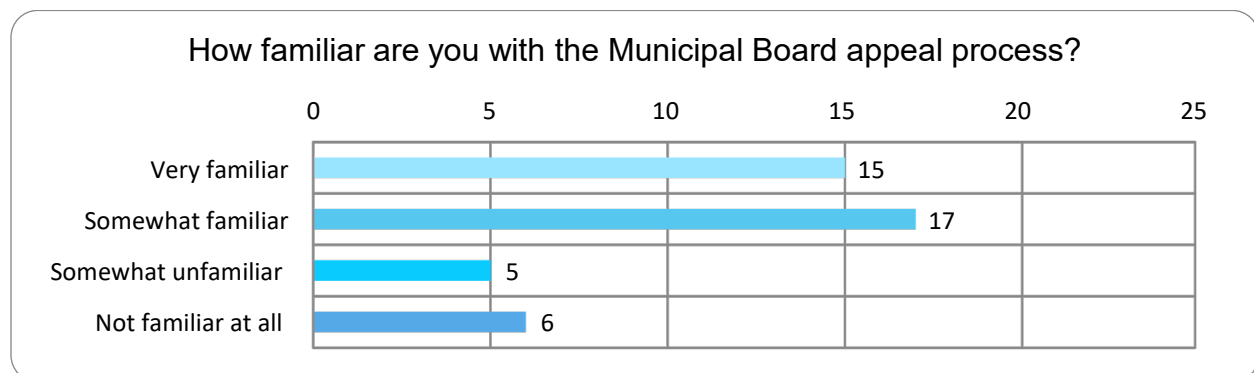 How familiar are you with the Municipal Board appeal process?
0 5 10 15 20 25
Very familiar 15
Somewhat familiar 17
Somewhat unfamiliar 5
Not familiar at all 6